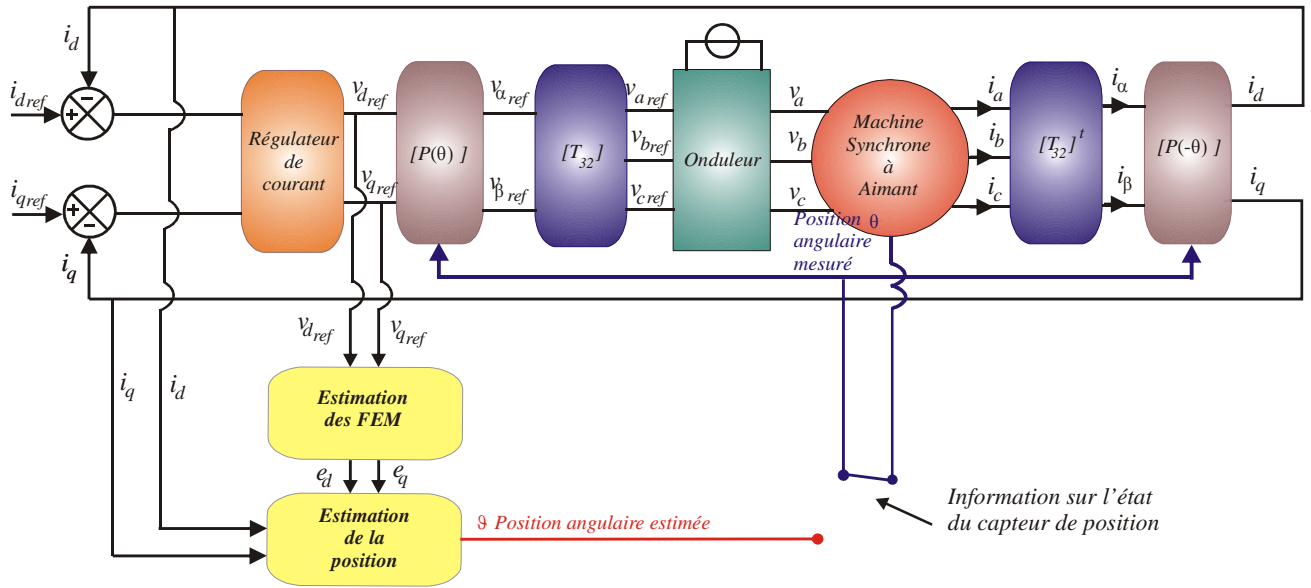 i_d
i_dref
+
−
Régulateur
de
courant
v_dref
[P(θ) ]
v_αref
[T_32]
v_aref
v_bref
v_cref
Onduleur
v_a
v_b
v_c
Machine
Synchrone
à
Aimant
i_a
i_b
i_c
[T_32]^t
i_α
i_β
[P(-θ) ]
i_d
i_q
i_qref
+
−
i_q
v_qref
v_βref
Position θ
angulaire
mesuré
v_dref
v_qref
i_q
i_d
Estimation
des FEM
e_d
e_q
Estimation
de la
position
ϑ Position angulaire estimée
Information sur l'état
du capteur de position